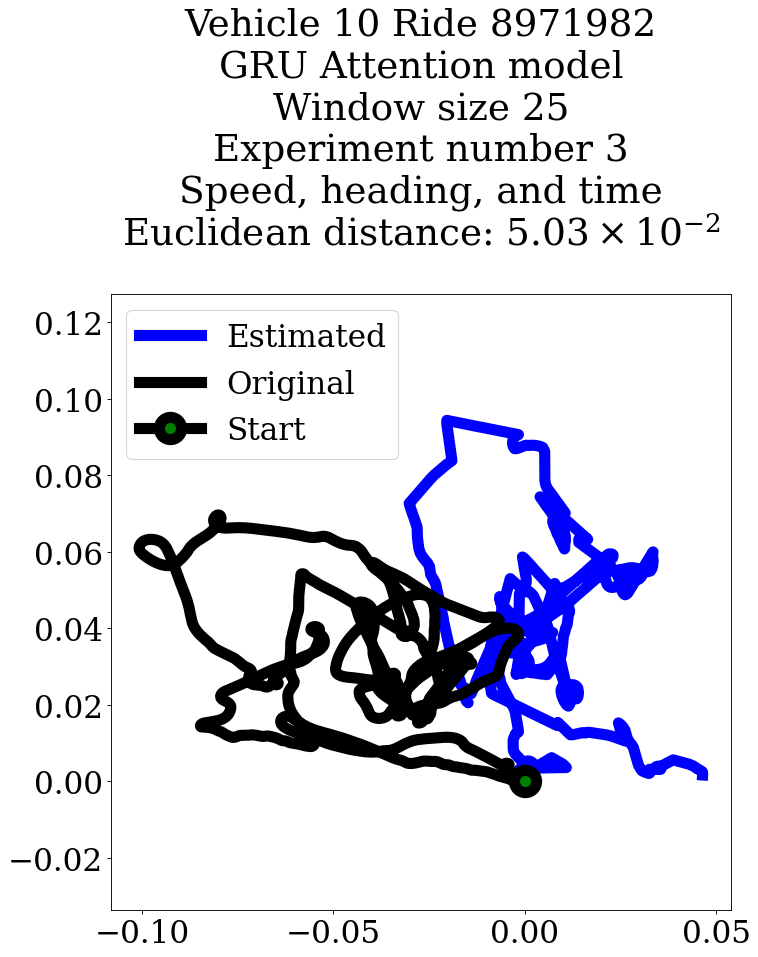 Vehicle 10 Ride 8971982
GRU Attention model
Window size 25
Experiment number 3
Speed, heading, and time
Euclidean distance: 5.03 × 10⁻²
Estimated
Original
Start
0.12
0.10
0.08
0.06
0.04
0.02
0.00
−0.02
−0.10
−0.05
0.00
0.05